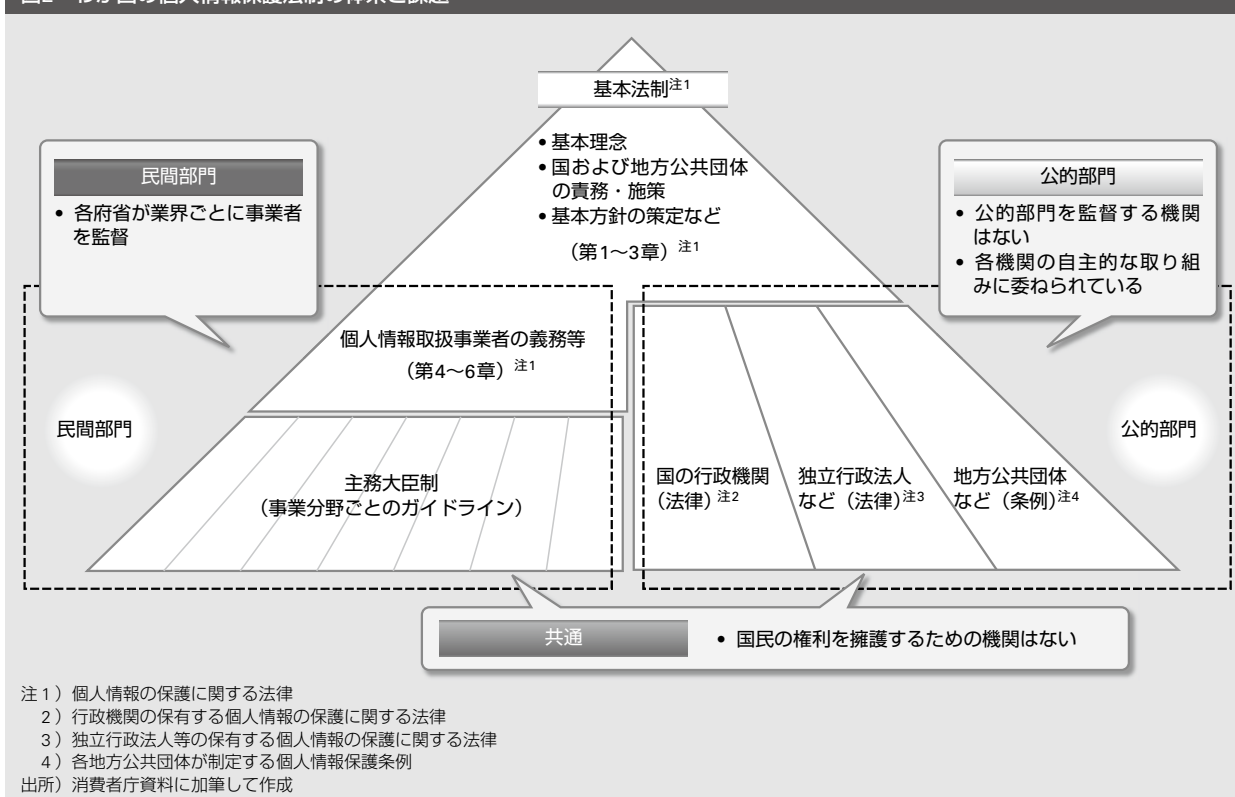 基本法制注1
• 基本理念
• 国および地方公共団体
の責務・施策
• 基本方針の策定など
（第1～3章）注1
民間部門
• 各府省が業界ごとに事業者
を監督
公的部門
• 公的部門を監督する機関
はない
• 各機関の自主的な取り組
みに委ねられている
個人情報取扱事業者の義務等
（第4～6章）注1
民間部門
公的部門
主務大臣制
（事業分野ごとのガイドライン）
国の行政機関
（法律）注2
独立行政法人
など（法律）注3
地方公共団体
など（条例）注4
共通
• 国民の権利を擁護するための機関はない
注1）個人情報の保護に関する法律
2）行政機関の保有する個人情報の保護に関する法律
3）独立行政法人等の保有する個人情報の保護に関する法律
4）各地方公共団体が制定する個人情報保護条例
出所）消費者庁資料に加筆して作成